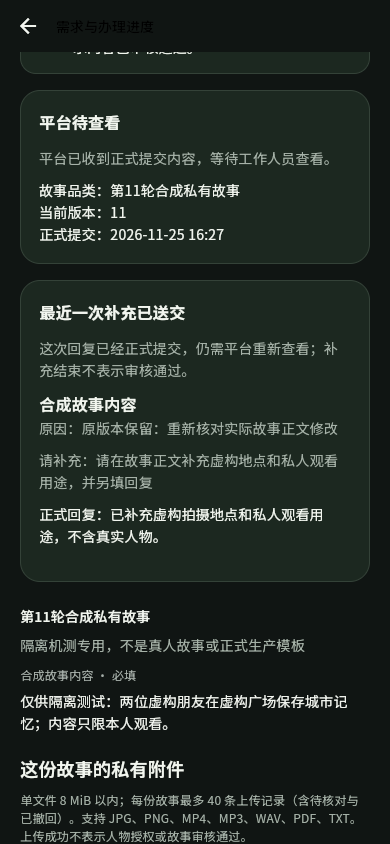 需求与办理进度
平台待查看
平台已收到正式提交内容，等待工作人员查看。
故事品类：第11轮合成私有故事
当前版本：11
正式提交：2026-11-25 16:27
最近一次补充已送交
这次回复已经正式提交，仍需平台重新查看；补
充结束不表示审核通过。
合成故事内容
原因：原版本保留：重新核对实际故事正文修改
请补充：请在故事正文补充虚构地点和私人观看
用途，并另填回复
正式回复：已补充虚构拍摄地点和私人观看用
途，不含真实人物。
第11轮合成私有故事
隔离机测专用，不是真人故事或正式生产模板
合成故事内容 · 必填
仅供隔离测试：两位虚构朋友在虚构广场保存城市记
忆；内容只限本人观看。
这份故事的私有附件
单文件 8 MiB 以内；每份故事最多 40 条上传记录（含待核对与
已撤回）。支持 JPG、PNG、MP4、MP3、WAV、PDF、TXT。
上传成功不表示人物授权或故事审核通过。